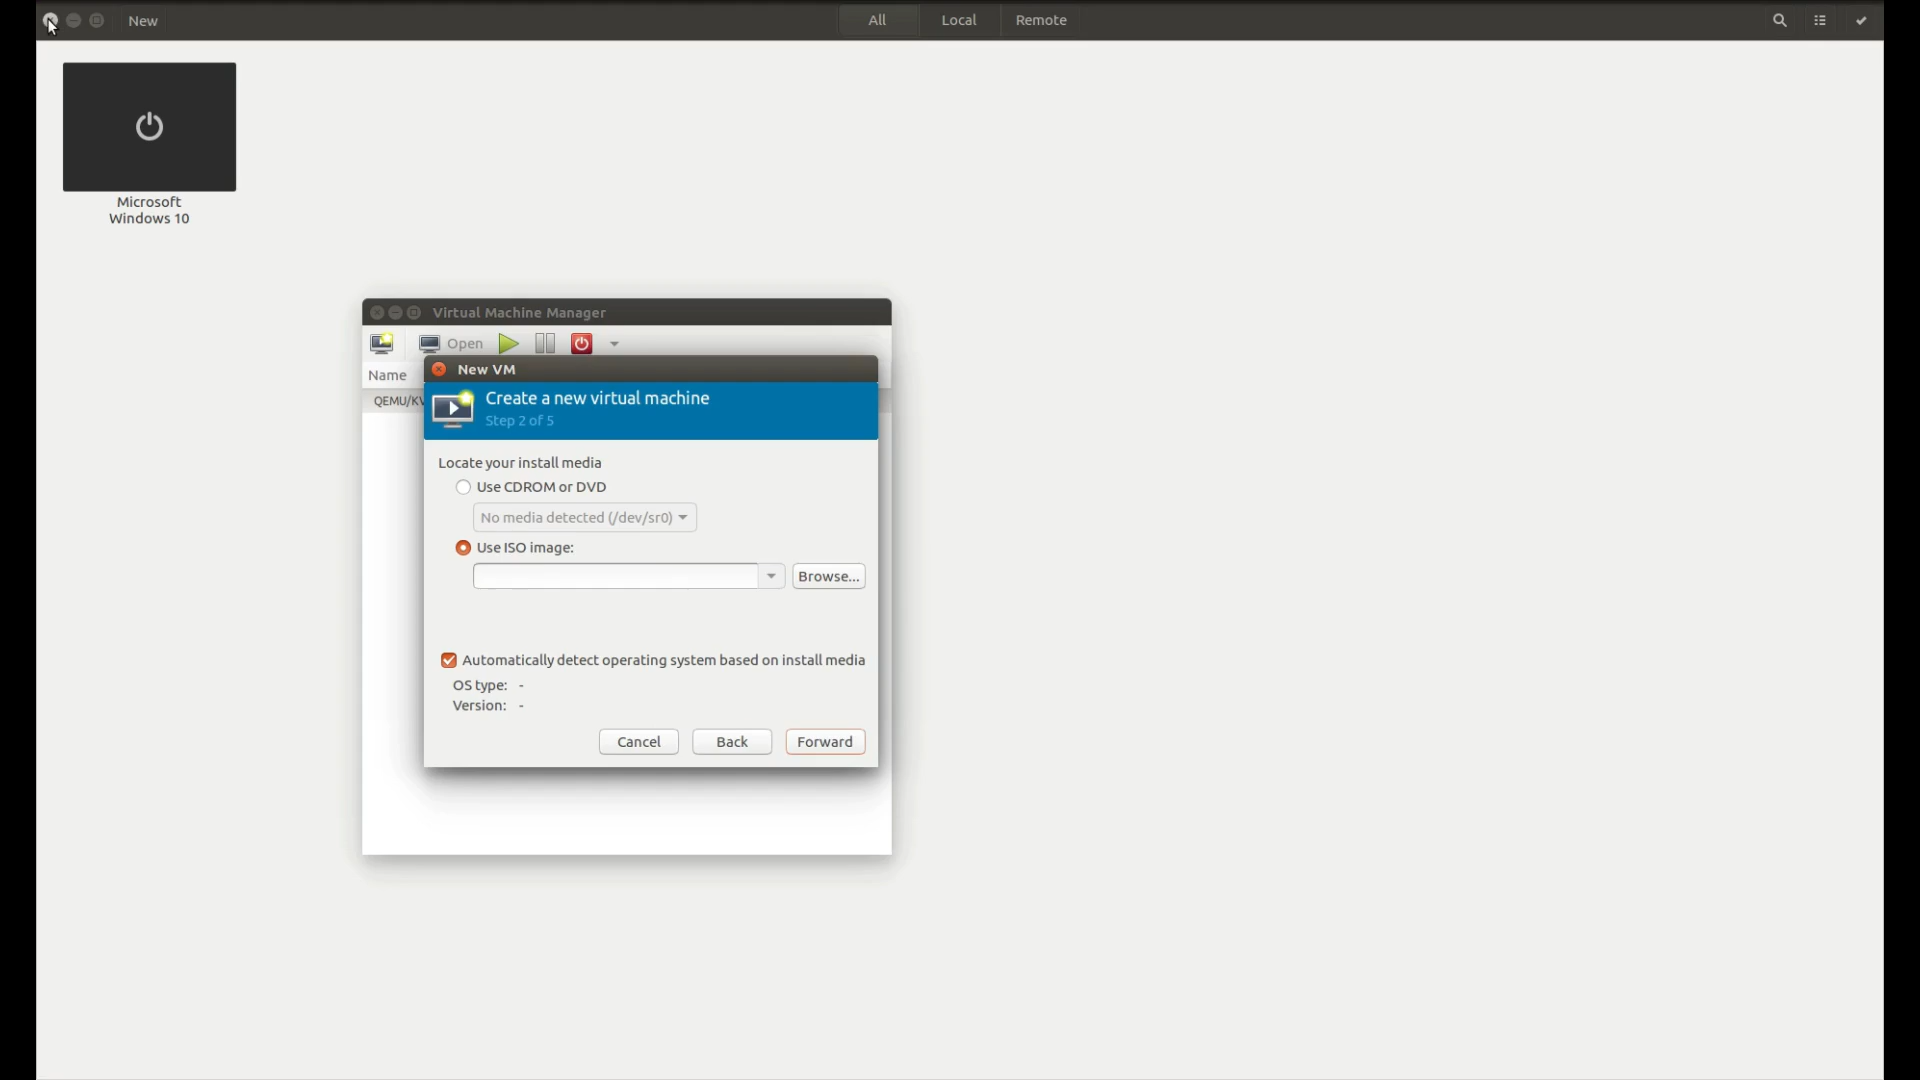 New
All
Local
Remote
Microsoft
Windows 10
Virtual Machine Manager
Open
Name
QEMU/KV
New VM
Create a new virtual machine
Step 2 of 5
Locate your install media
Use CDROM or DVD
No media detected (/dev/sr0)
Use ISO image:
Browse...
Automatically detect operating system based on install media
OS type: -
Version: -
Cancel
Back
Forward